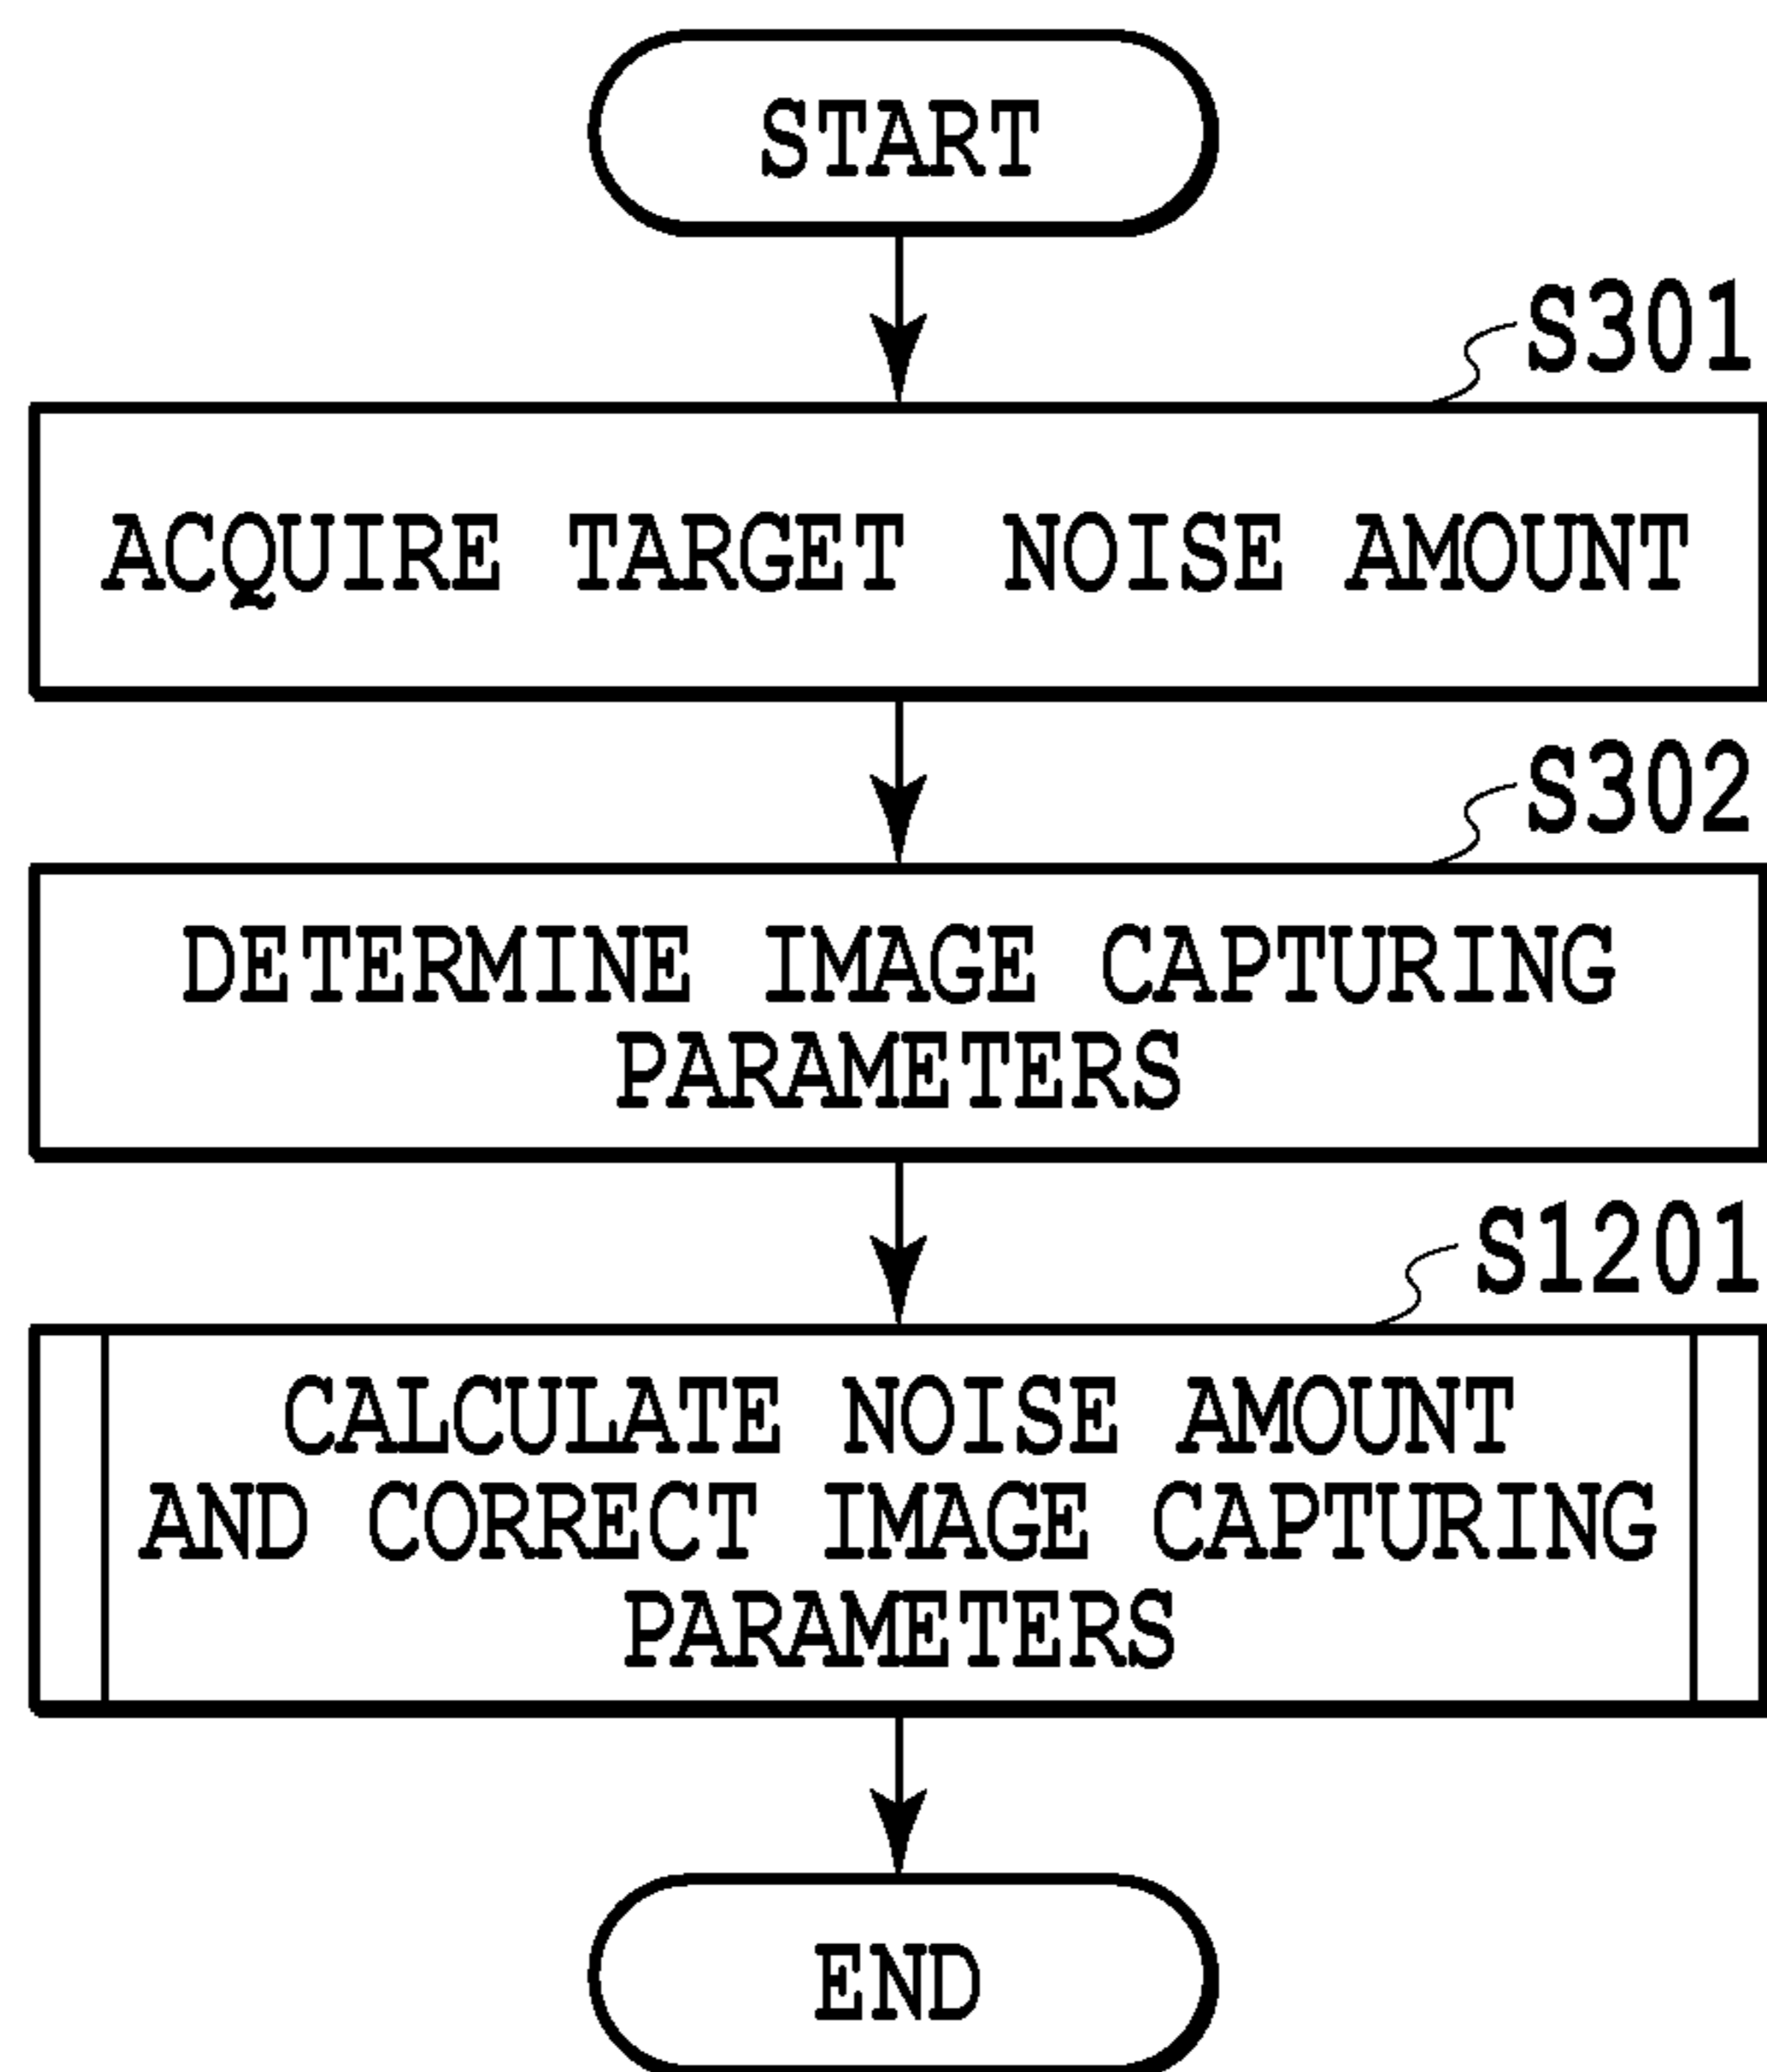 START
S301
ACQUIRE TARGET NOISE AMOUNT
S302
DETERMINE IMAGE CAPTURING
PARAMETERS
S1201
CALCULATE NOISE AMOUNT
AND CORRECT IMAGE CAPTURING
PARAMETERS
END